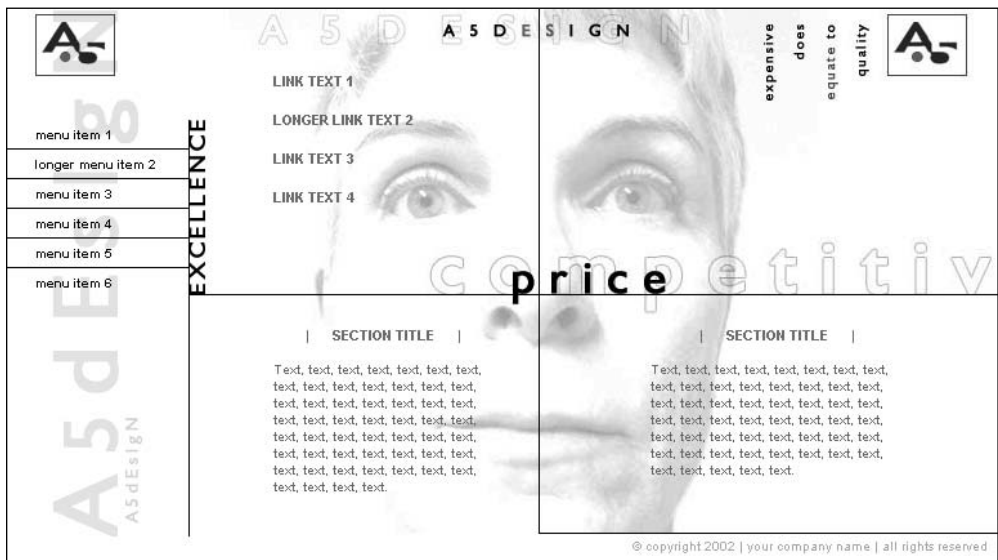 A5
A5DESIGN
A5DESIGN
expensive
does
equate to
quality
A5
LINK TEXT 1
LONGER LINK TEXT 2
LINK TEXT 3
LINK TEXT 4
menu item 1
longer menu item 2
menu item 3
menu item 4
menu item 5
menu item 6
EXCELLENCE
A5dEsIgN
A5dEsIgN
competitiv
price
| SECTION TITLE |
Text, text, text, text, text, text, text,
text, text, text, text, text, text, text,
text, text, text, text, text, text, text,
text, text, text, text, text, text, text,
text, text, text, text, text, text, text,
text, text, text, text, text, text, text,
text, text, text, text, text, text, text,
text, text, text, text.
| SECTION TITLE |
Text, text, text, text, text, text, text, text,
text, text, text, text, text, text, text, text,
text, text, text, text, text, text, text, text,
text, text, text, text, text, text, text, text,
text, text, text, text, text, text, text, text,
text, text, text, text, text, text, text, text,
text, text, text, text, text.
© copyright 2002 | your company name | all rights reserved